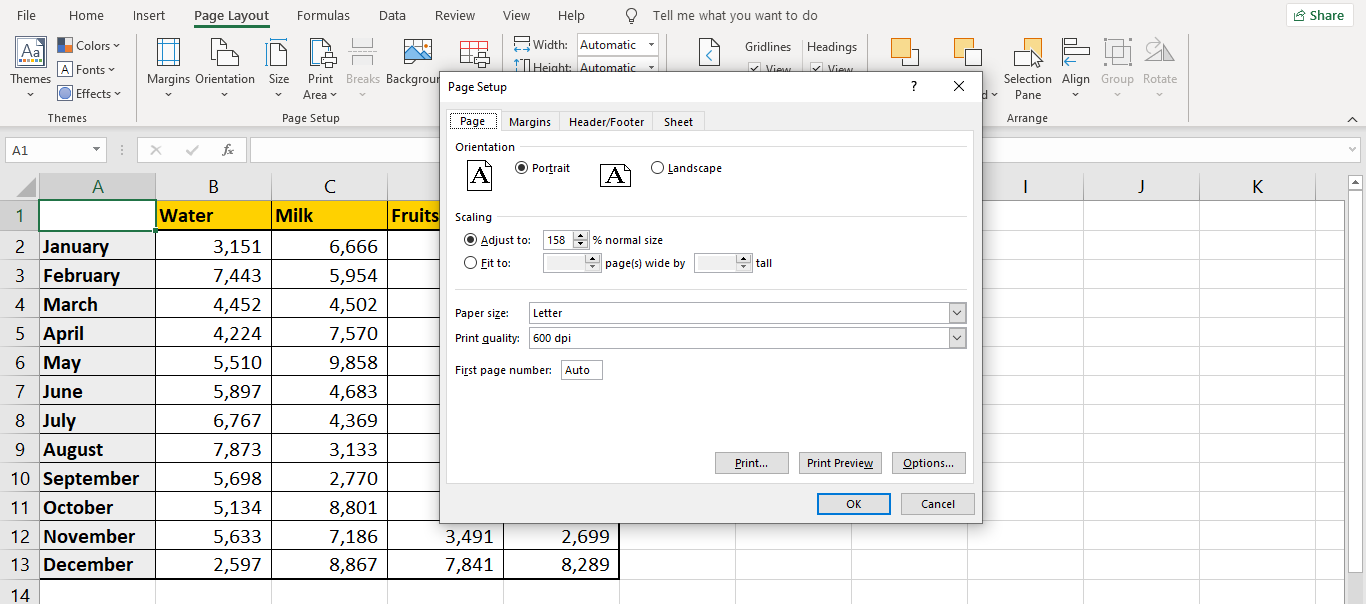 File Home Insert Page Layout Formulas Data Review View Help Tell me what you want to do Share
Aa Colors Margins Orientation Size Print Area Breaks Width: Automatic Gridlines Headings Selection Pane Align Group Rotate
Themes A Fonts Height: Automatic View View
Effects
Themes Page Setup Arrange
A1 fx
Page Setup ?
Page Margins Header/Footer Sheet
Orientation
A Portrait A Landscape
Scaling
Adjust to: 158 % normal size
Fit to: page(s) wide by tall
Paper size: Letter
Print quality: 600 dpi
First page number: Auto
Print... Print Preview Options...
OK Cancel
A B C I J K
1 Water Milk Fruits
2 January 3,151 6,666
3 February 7,443 5,954
4 March 4,452 4,502
5 April 4,224 7,570
6 May 5,510 9,858
7 June 5,897 4,683
8 July 6,767 4,369
9 August 7,873 3,133
10 September 5,698 2,770
11 October 5,134 8,801
12 November 5,633 7,186 3,491 2,699
13 December 2,597 8,867 7,841 8,289
14